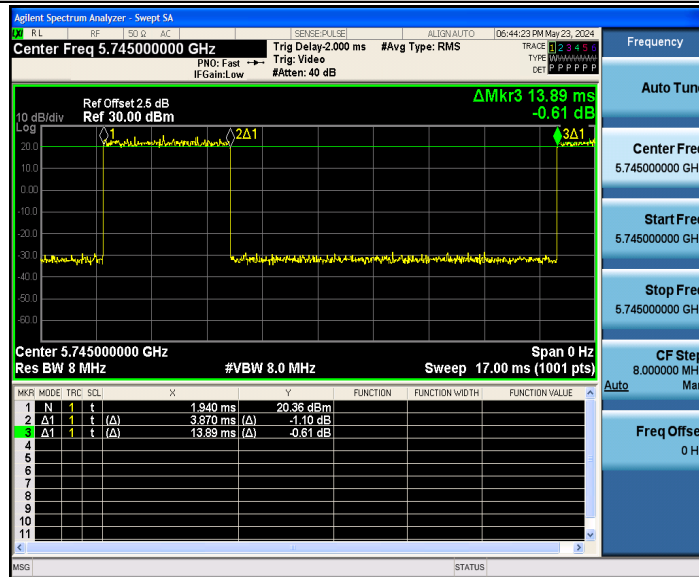 Agilent Spectrum Analyzer - Swept SA
LXI RL RF 50 Ω AC SENSE:PULSE ALIGNAUTO 06:44:23 PM May 23, 2024
Center Freq 5.745000000 GHz
PNO: Fast
IFGain:Low
Trig Delay-2.000 ms
Trig: Video
#Atten: 40 dB
#Avg Type: RMS
TRACE 1 2 3 4 5 6
TYPE W
DET P P P P P P
ΔMkr3 13.89 ms
-0.61 dB
Ref Offset 2.5 dB
10 dB/div Ref 30.00 dBm
Log
1 2Δ1 3Δ1
20.0
10.0
0.00
-10.0
-20.0
-30.0
-40.0
-50.0
-60.0
Center 5.745000000 GHz Span 0 Hz
Res BW 8 MHz #VBW 8.0 MHz Sweep 17.00 ms (1001 pts)
MKR MODE TRC SCL X Y FUNCTION FUNCTION WIDTH FUNCTION VALUE
1 N 1 t 1.940 ms 20.36 dBm
2 Δ1 1 t (Δ) 3.870 ms (Δ) -1.10 dB
3 Δ1 1 t (Δ) 13.89 ms (Δ) -0.61 dB
4
5
6
7
8
9
10
11
MSG STATUS
Frequency
Auto Tun
Center Fre
5.745000000 GH
Start Fre
5.745000000 GH
Stop Fre
5.745000000 GH
CF Step
8.000000 MH
Auto Ma
Freq Offse
0 H